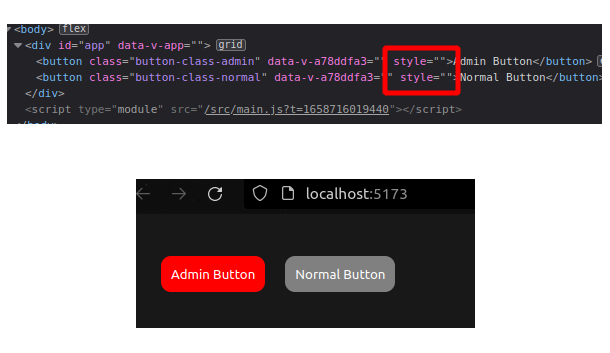 <body> flex
<div id="app" data-v-app=""> grid
<button class="button-class-admin" data-v-a78ddfa3="" style="">Admin Button</button>
<button class="button-class-normal" data-v-a78ddfa3="" style="">Normal Button</button>
</div>
<script type="module" src="/src/main.js?t=1658716019440"></script>
</body>
localhost:5173
Admin Button
Normal Button